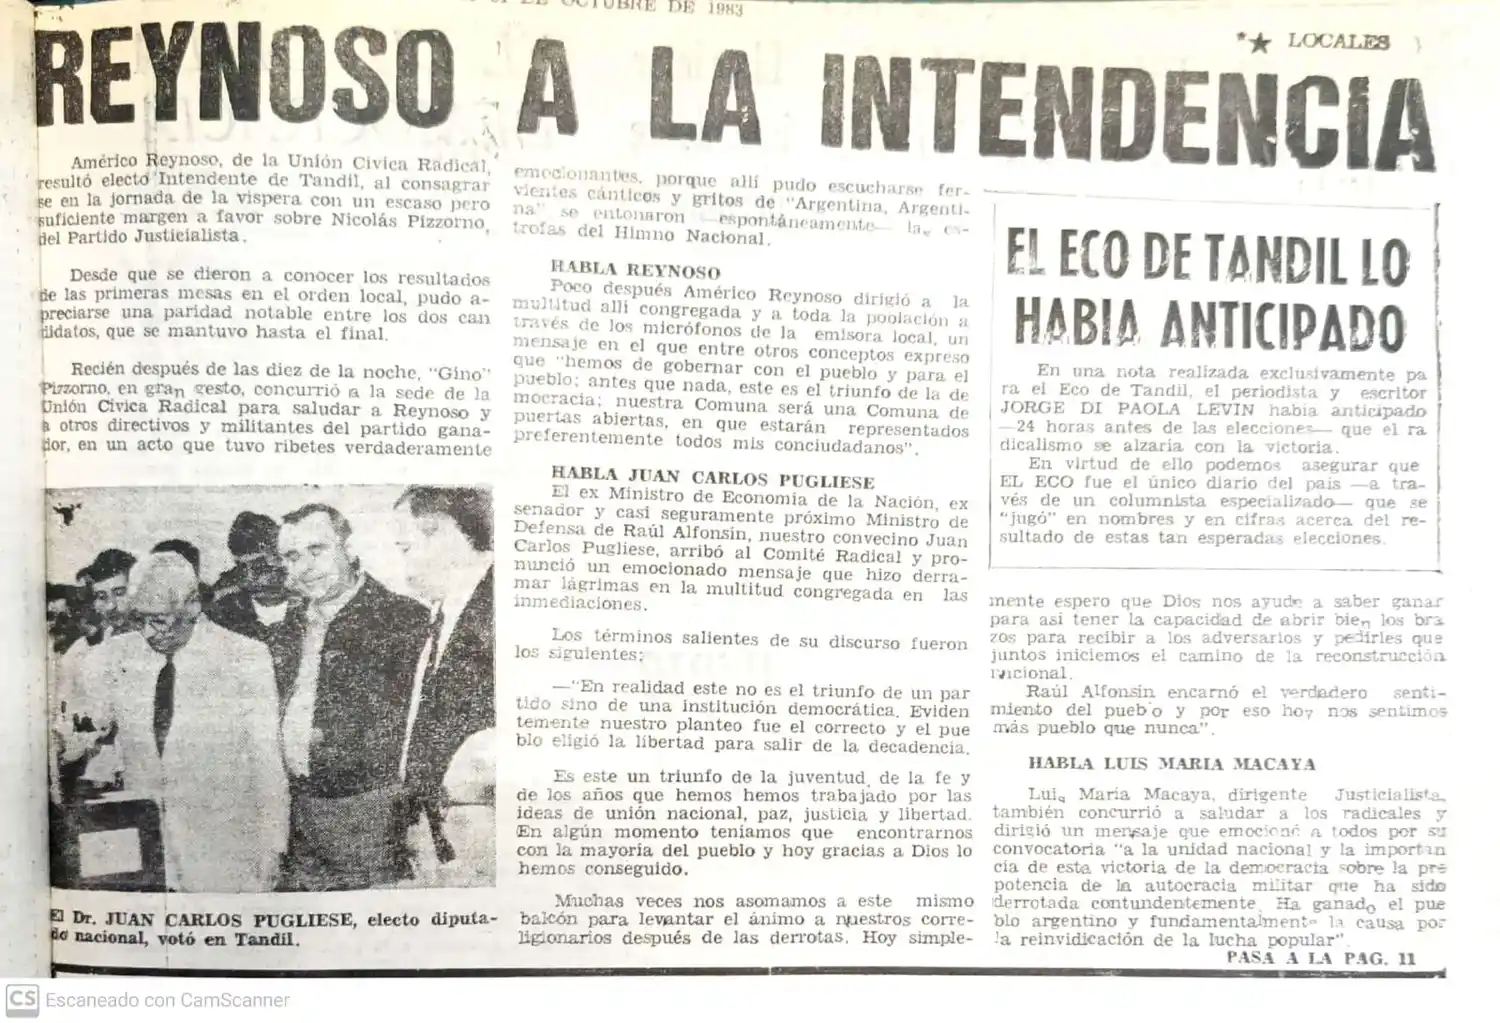 OCTUBRE DE 1983
LOCALES
REYNOSO A LA INTENDENCIA
Américo Reynoso, de la Unión Cívica Radical,
resultó electo Intendente de Tandil, al consagrar
se en la jornada de la víspera con un escaso pero
suficiente margen a favor sobre Nicolás Pizzorno,
del Partido Justicialista.
Desde que se dieron a conocer los resultados
de las primeras mesas en el orden local, pudo a-
preciarse una paridad notable entre los dos can
didatos, que se mantuvo hasta el final.
Recién después de las diez de la noche, "Gino"
Pizzorno, en gran gesto, concurrió a la sede de la
Unión Cívica Radical para saludar a Reynoso y
a otros directivos y militantes del partido gana-
dor, en un acto que tuvo ribetes verdaderamente
El Dr. JUAN CARLOS PUGLIESE, electo diputa-
do nacional, votó en Tandil.
emocionantes, porque allí pudo escucharse fer-
vientes cánticos y gritos de "Argentina, Argenti-
na" se entonaron —espontáneamente— las es-
trofas del Himno Nacional.
HABLA REYNOSO
Poco después Américo Reynoso dirigió a la
multitud allí congregada y a toda la población a
través de los micrófonos de la emisora local, un
mensaje en el que entre otros conceptos expresó
que "hemos de gobernar con el pueblo y para el
pueblo; antes que nada, este es el triunfo de la de
mocracia; nuestra Comuna será una Comuna de
puertas abiertas, en que estarán representados
preferentemente todos mis conciudadanos".
HABLA JUAN CARLOS PUGLIESE
El ex Ministro de Economía de la Nación, ex
senador y casi seguramente próximo Ministro de
Defensa de Raúl Alfonsín, nuestro convecino Juan
Carlos Pugliese, arribó al Comité Radical y pro-
nunció un emocionado mensaje que hizo derra-
mar lágrimas en la multitud congregada en las
inmediaciones.
Los términos salientes de su discurso fueron
los siguientes:
—"En realidad este no es el triunfo de un par
tido sino de una institución democrática. Eviden
temente nuestro planteo fue el correcto y el pue
blo eligió la libertad para salir de la decadencia.
Es este un triunfo de la juventud, de la fe y
de los años que hemos hemos trabajado por las
ideas de unión nacional, paz, justicia y libertad.
En algún momento teníamos que encontrarnos
con la mayoría del pueblo y hoy gracias a Dios lo
hemos conseguido.
Muchas veces nos asomamos a este mismo
balcón para levantar el ánimo a nuestros corre-
ligionarios después de las derrotas. Hoy simple-
EL ECO DE TANDIL LO
HABIA ANTICIPADO
En una nota realizada exclusivamente pa
ra el Eco de Tandil, el periodista y escritor
JORGE DI PAOLA LEVIN había anticipado
—24 horas antes de las elecciones— que el ra
dicalismo se alzaría con la victoria.
En virtud de ello podemos asegurar que
EL ECO fue el único diario del país —a tra-
vés de un columnista especializado— que se
"jugó" en nombres y en cifras acerca del re-
sultado de estas tan esperadas elecciones.
mente espero que Dios nos ayude a saber ganar
para así tener la capacidad de abrir bien los bra
zos para recibir a los adversarios y pedirles que
juntos iniciemos el camino de la reconstrucción
nacional.
Raúl Alfonsín encarnó el verdadero senti-
miento del pueblo y por eso hoy nos sentimos
más pueblo que nunca".
HABLA LUIS MARIA MACAYA
Luis María Macaya, dirigente Justicialista,
también concurrió a saludar a los radicales y
dirigió un mensaje que emocionó a todos por su
convocatoria "a la unidad nacional y la importan
cia de esta victoria de la democracia sobre la pre
potencia de la autocracia militar que ha sido
derrotada contundentemente. Ha ganado el pue
blo argentino y fundamentalmente la causa por
la reinvidicación de la lucha popular".
PASA A LA PAG. 11
CS Escaneado con CamScanner